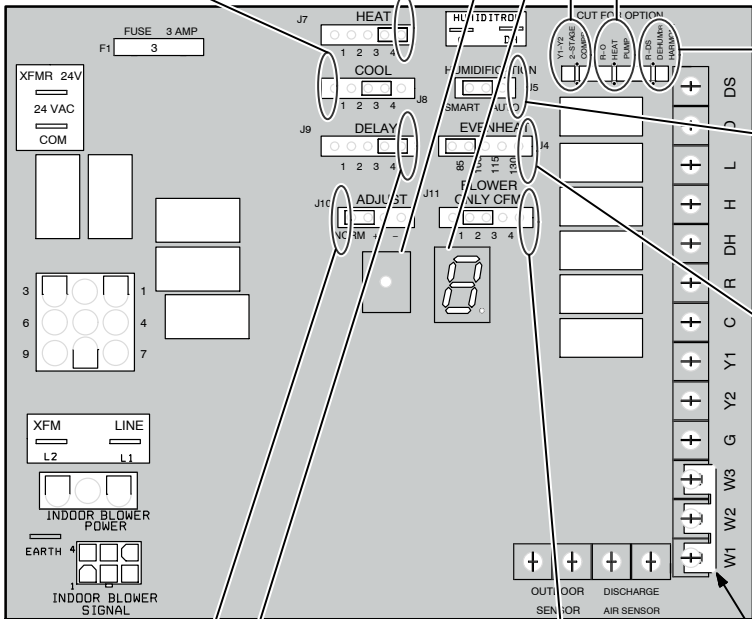 J7 HEAT
1 2 3 4
COOL
1 2 3 4
J8
J9 DELAY
1 2 3 4
J10 ADJUST
NORM + -
FUSE 3 AMP
F1 3
XFMR 24V
24 VAC
COM
HUMIDITROL
DH
HUMIDIFICATION
J5
SMART AUTO
EVENHEAT
J4
85 115 130
J11 BLOWER
ONLY CFM
1 2 3 4
CUT FOR OPTION
Y1-Y2
2-STAGE
COMPR
R-O
HEAT
PUMP
R-DS
DEHUM
HARMONY
DS
O
L
H
DH
R
C
Y1
Y2
G
W3
W2
W1
3 1
6 4
9 7
XFM LINE
L2 L1
INDOOR BLOWER
POWER
EARTH
4
1
INDOOR BLOWER
SIGNAL
OUTDOOR
SENSOR
DISCHARGE
AIR SENSOR